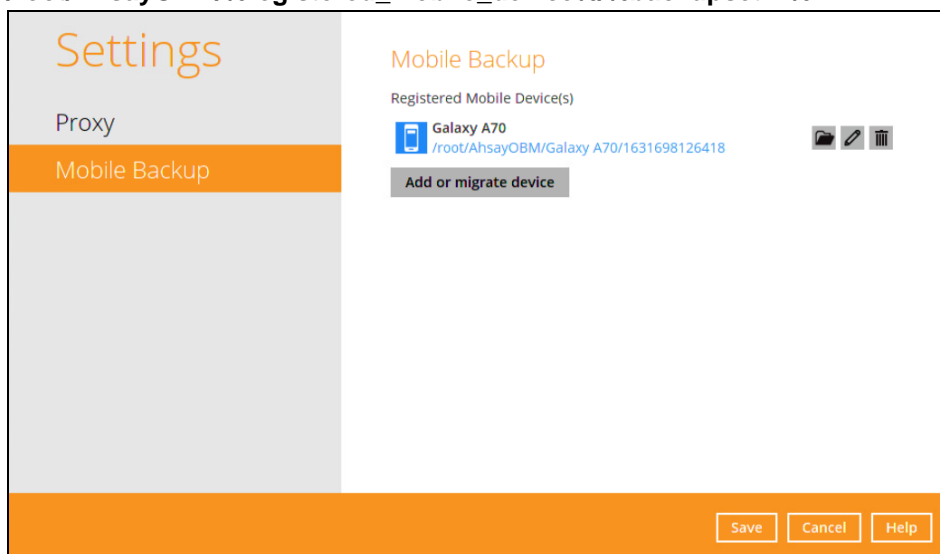 Settings
Proxy
Mobile Backup
Mobile Backup
Registered Mobile Device(s)
Galaxy A70
/root/AhsayOBM/Galaxy A70/1631698126418
Add or migrate device
Save Cancel Help